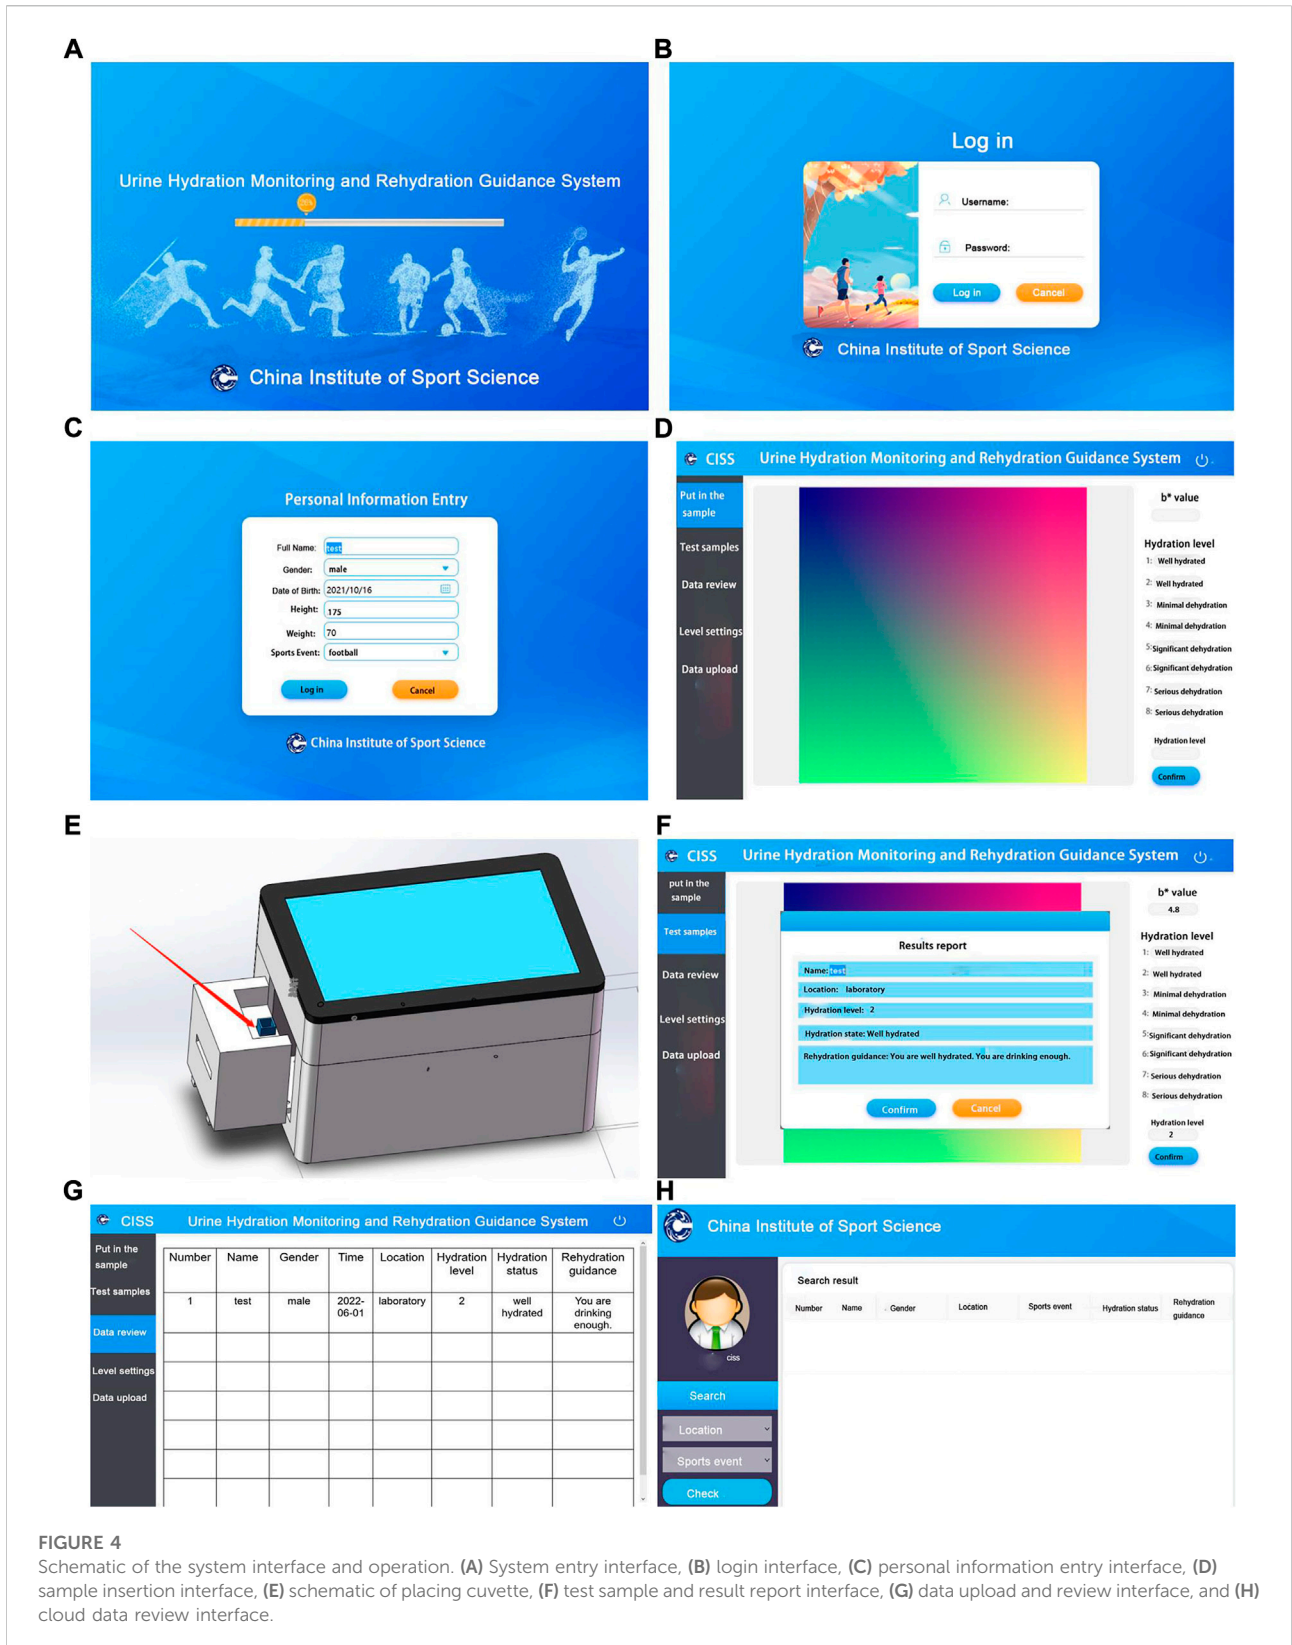 A
Urine Hydration Monitoring and Rehydration Guidance System
26%
China Institute of Sport Science
B
Log in
Username:
Password:
Log in
Cancel
China Institute of Sport Science
C
Personal Information Entry
Full Name: test
Gender: male
Date of Birth: 2021/10/16
Height: 175
Weight: 70
Sports Event: football
Log in
Cancel
China Institute of Sport Science
D
CISS
Urine Hydration Monitoring and Rehydration Guidance System
Put in the
sample
Test samples
Data review
Level settings
Data upload
b* value
Hydration level
1: Well hydrated
2: Well hydrated
3: Minimal dehydration
4: Minimal dehydration
5:Significant dehydration
6:Significant dehydration
7: Serious dehydration
8: Serious dehydration
Hydration level
Confirm
E
F
CISS
Urine Hydration Monitoring and Rehydration Guidance System
put in the
sample
Test samples
Data review
Level settings
Data upload
Results report
Name:test
Location: laboratory
Hydration level: 2
Hydration state: Well hydrated
Rehydration guidance: You are well hydrated. You are drinking enough.
Confirm
Cancel
b* value
4.8
Hydration level
1: Well hydrated
2: Well hydrated
3: Minimal dehydration
4: Minimal dehydration
5:Significant dehydration
6:Significant dehydration
7: Serious dehydration
8: Serious dehydration
Hydration level
2
Confirm
G
CISS
Urine Hydration Monitoring and Rehydration Guidance System
Put in the
sample
Test samples
Data review
Level settings
Data upload
Number Name Gender Time Location Hydration Hydration Rehydration
level status guidance
1 test male 2022- laboratory 2 well You are
06-01 hydrated drinking
enough.
H
China Institute of Sport Science
ciss
Search
Location
Sports event
Check
Search result
Number Name Gender Location Sports event Hydration status Rehydration
guidance
FIGURE 4
Schematic of the system interface and operation. (A) System entry interface, (B) login interface, (C) personal information entry interface, (D)
sample insertion interface, (E) schematic of placing cuvette, (F) test sample and result report interface, (G) data upload and review interface, and (H)
cloud data review interface.